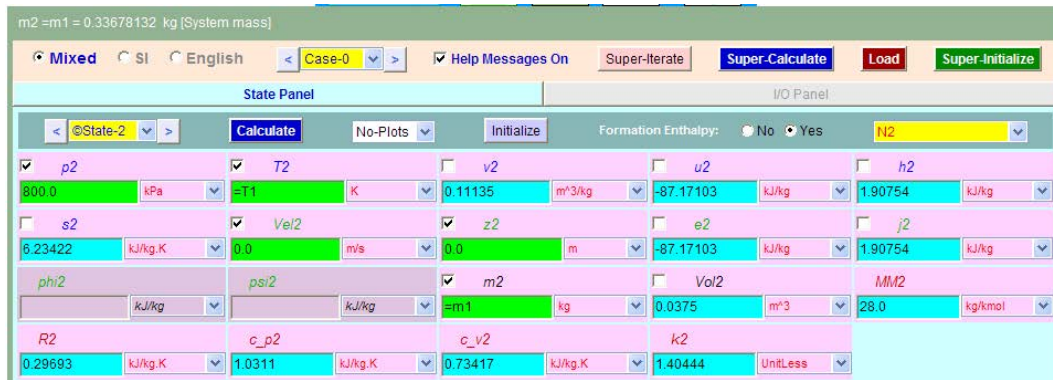 m2 =m1 = 0.33678132 kg [System mass]
Mixed SI English < Case-0 > Help Messages On Super-Iterate Super-Calculate Load Super-Initialize
State Panel I/O Panel
< ©State-2 > Calculate No-Plots Initialize Formation Enthalpy: No Yes N2
p2 T2 v2 u2 h2
800.0 kPa =T1 K 0.11135 m^3/kg -87.17103 kJ/kg 1.90754 kJ/kg
s2 Vel2 z2 e2 j2
6.23422 kJ/kg.K 0.0 m/s 0.0 m -87.17103 kJ/kg 1.90754 kJ/kg
phi2 psi2 m2 Vol2 MM2
kJ/kg kJ/kg =m1 kg 0.0375 m^3 28.0 kg/kmol
R2 c_p2 c_v2 k2
0.29693 kJ/kg.K 1.0311 kJ/kg.K 0.73417 kJ/kg.K 1.40444 UnitLess